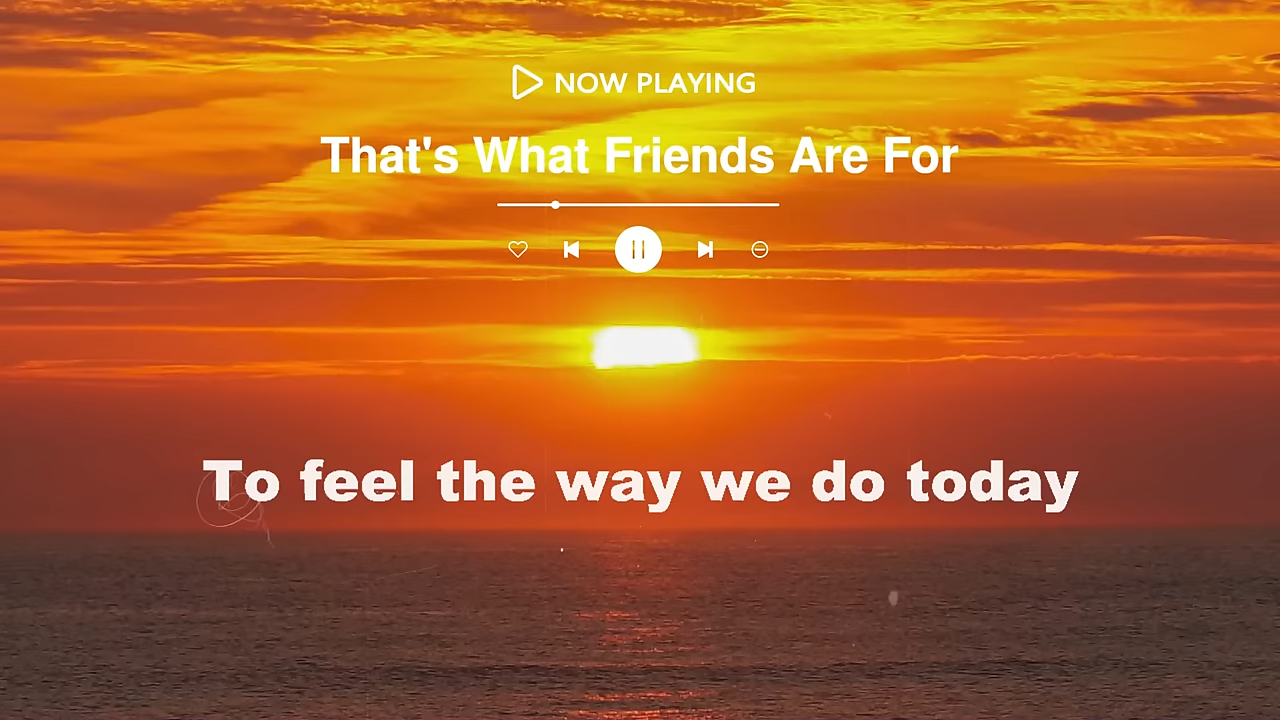 NOW PLAYING
That's What Friends Are For
To feel the way we do today